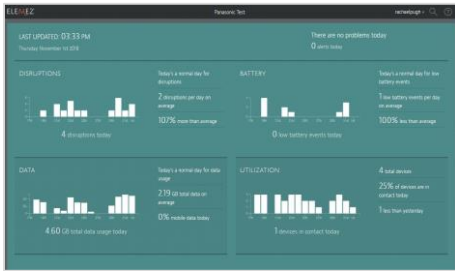 ELEMEZ
Panasonic Test
rachaelpugh
LAST UPDATED: 03:33 PM
Thursday November 1st 2018
There are no problems today
0 alerts today
DISRUPTIONS
Today's a normal day for
disruptions
2 disruptions per day on
average
107% more than average
4 disruptions today
BATTERY
Today's a normal day for low
battery events
1 low battery events per day
on average
100% less than average
0 low battery events today
DATA
Today's a normal day for data
usage
2.19 GB total data on
average
0% mobile data today
4.60 GB total data usage today
UTILIZATION
4 total devices
25% of devices are in
contact today
1 less than yesterday
1 devices in contact today